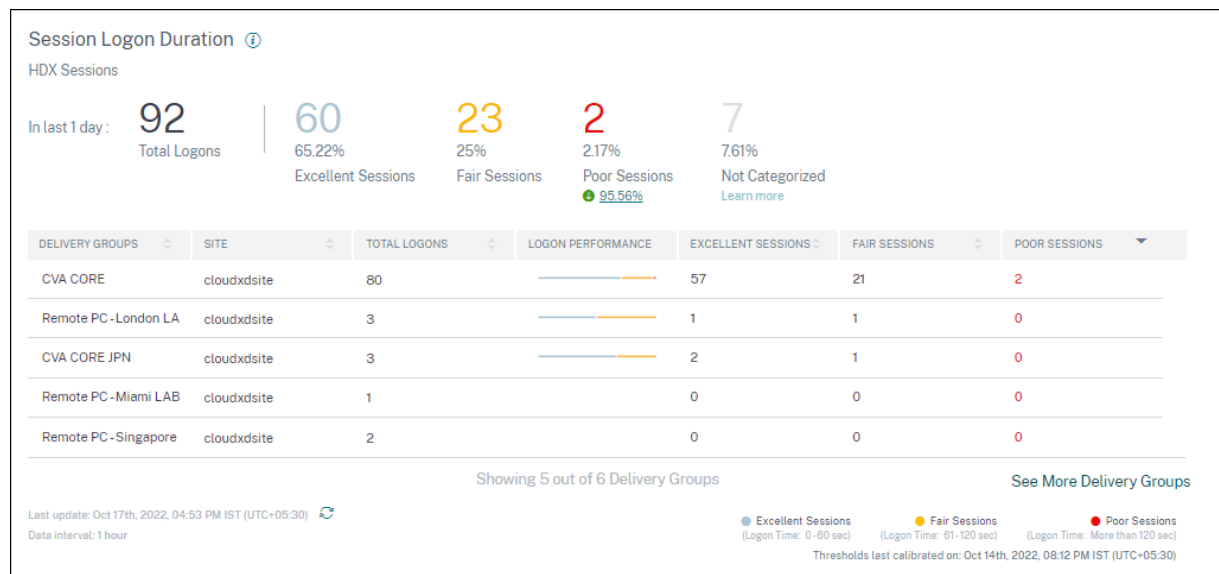 Session Logon Duration
HDX Sessions
In last 1 day :
92
Total Logons
60
65.22%
Excellent Sessions
23
25%
Fair Sessions
2
2.17%
Poor Sessions
95.56%
7
7.61%
Not Categorized
Learn more
DELIVERY GROUPS SITE TOTAL LOGONS LOGON PERFORMANCE EXCELLENT SESSIONS FAIR SESSIONS POOR SESSIONS
CVA CORE cloudxdsite 80 57 21 2
Remote PC - London LA cloudxdsite 3 1 1 0
CVA CORE JPN cloudxdsite 3 2 1 0
Remote PC - Miami LAB cloudxdsite 1 0 0 0
Remote PC - Singapore cloudxdsite 2 0 0 0
Showing 5 out of 6 Delivery Groups
See More Delivery Groups
Last update: Oct 17th, 2022, 04:53 PM IST (UTC+05:30)
Data interval: 1 hour
Excellent Sessions
(Logon Time: 0-60 sec)
Fair Sessions
(Logon Time: 61-120 sec)
Poor Sessions
(Logon Time: More than 120 sec)
Thresholds last calibrated on: Oct 14th, 2022, 08:12 PM IST (UTC+05:30)